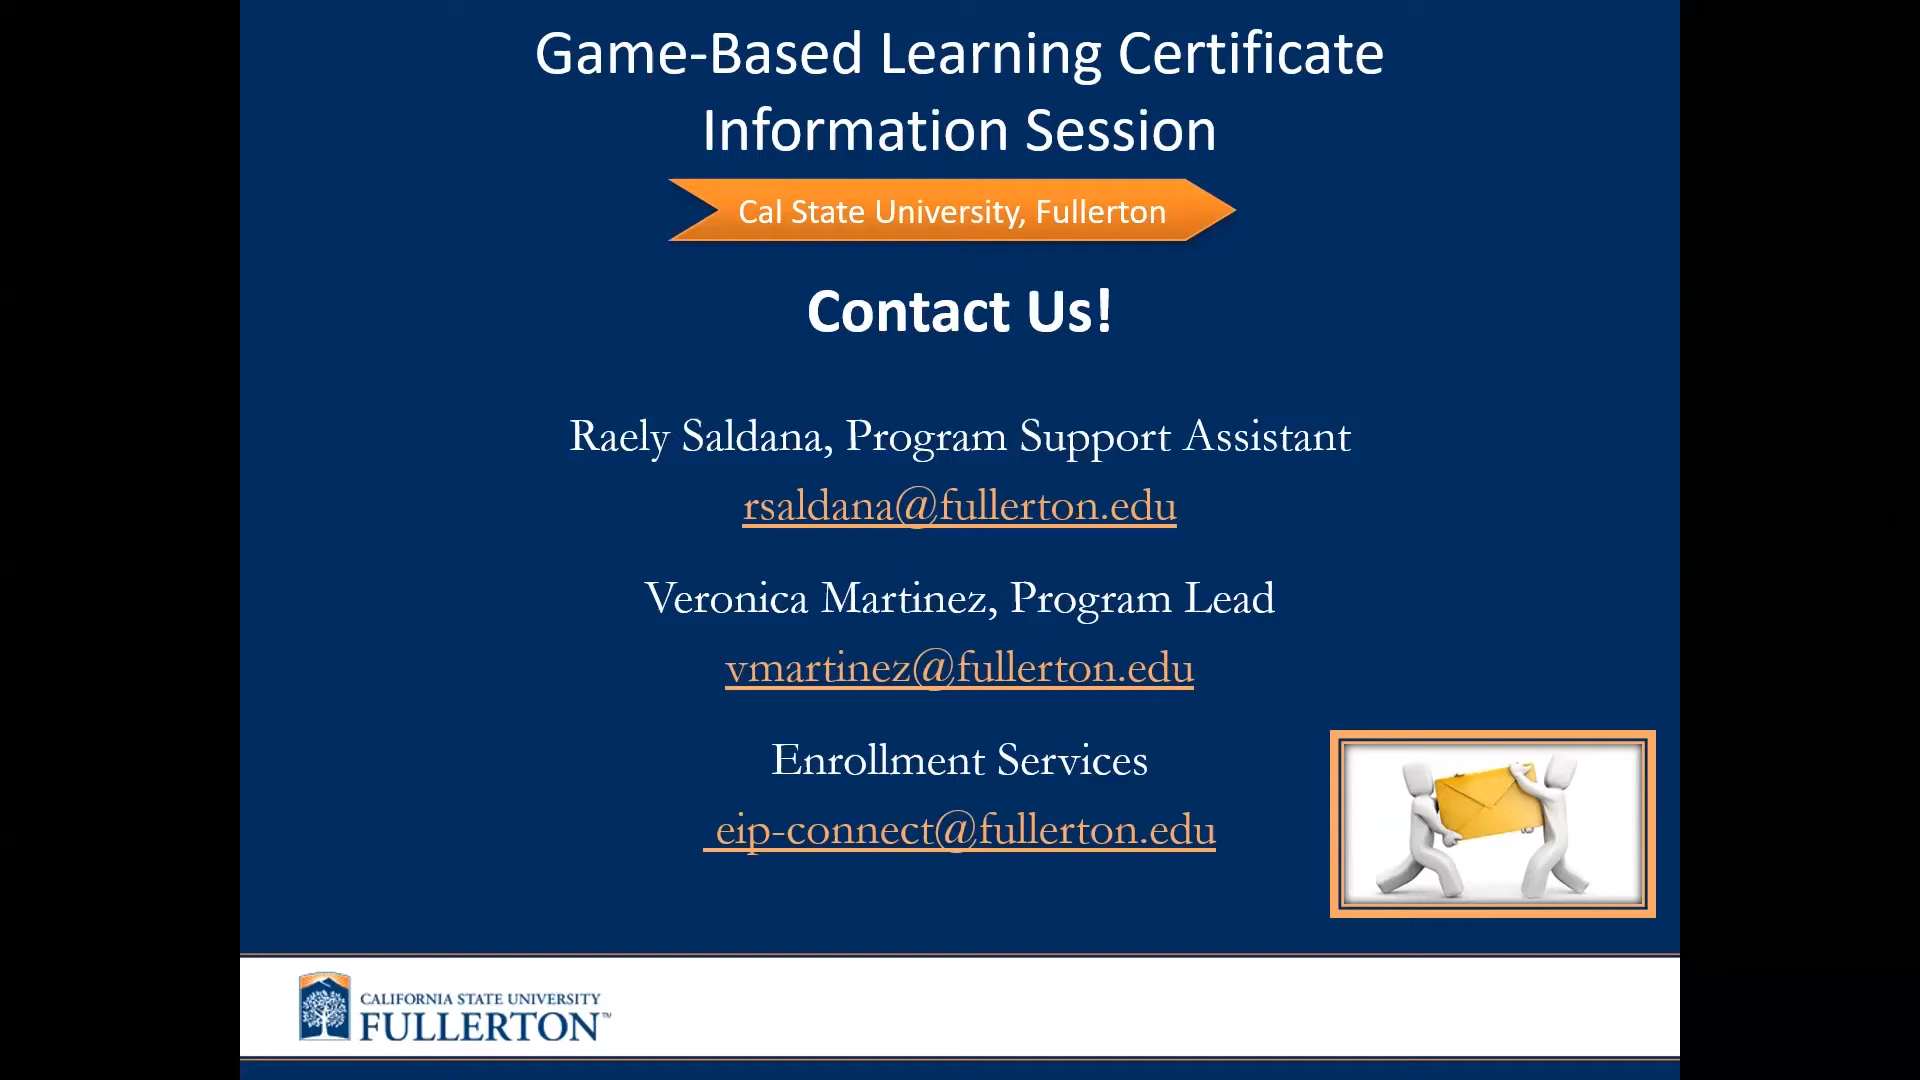 Game-Based Learning Certificate
Information Session
Cal State University, Fullerton
Contact Us!
Raely Saldana, Program Support Assistant
rsaldana@fullerton.edu
Veronica Martinez, Program Lead
vmartinez@fullerton.edu
Enrollment Services
eip-connect@fullerton.edu
CALIFORNIA STATE UNIVERSITY
FULLERTON™